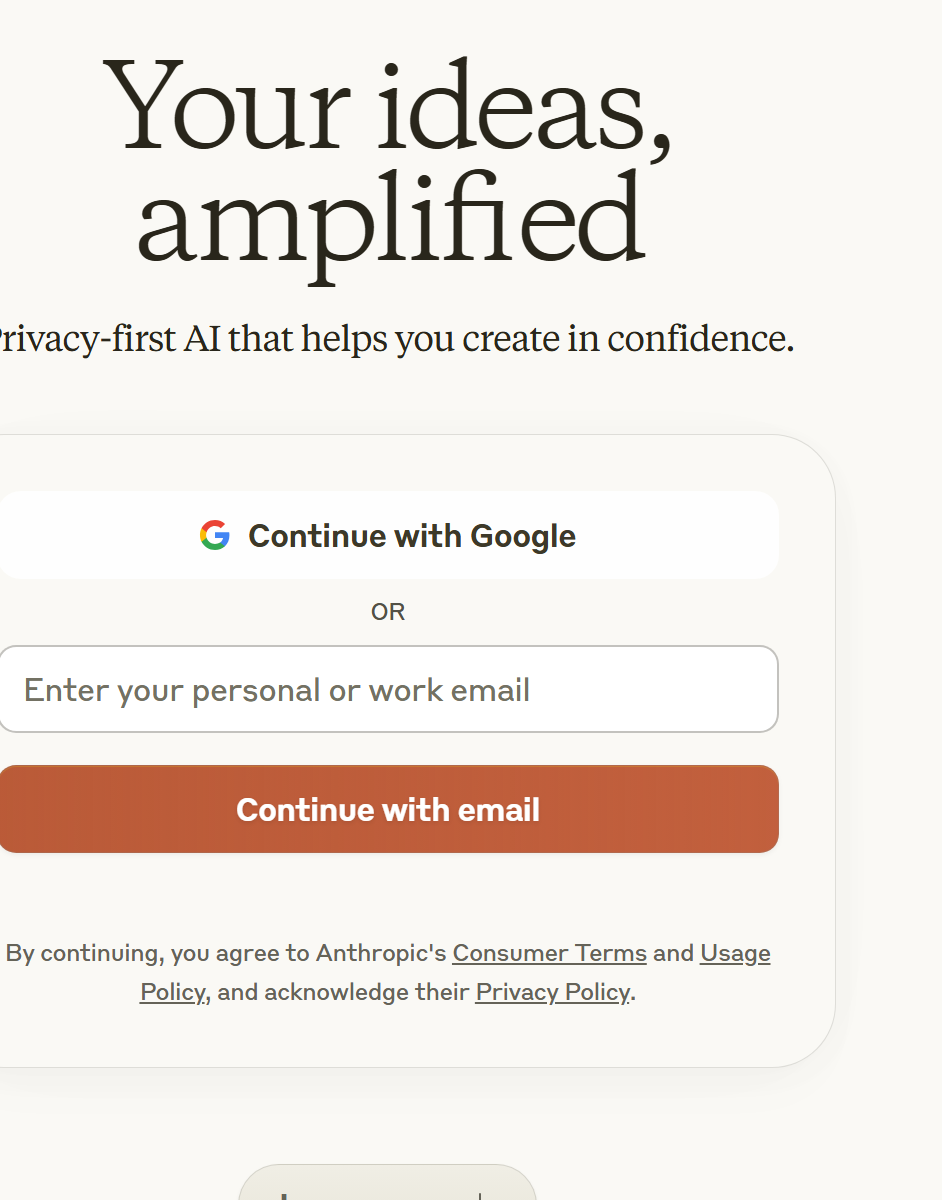 Your ideas,
amplified
Privacy-first AI that helps you create in confidence.
Continue with Google
OR
Enter your personal or work email
Continue with email
By continuing, you agree to Anthropic's Consumer Terms and Usage
Policy, and acknowledge their Privacy Policy.